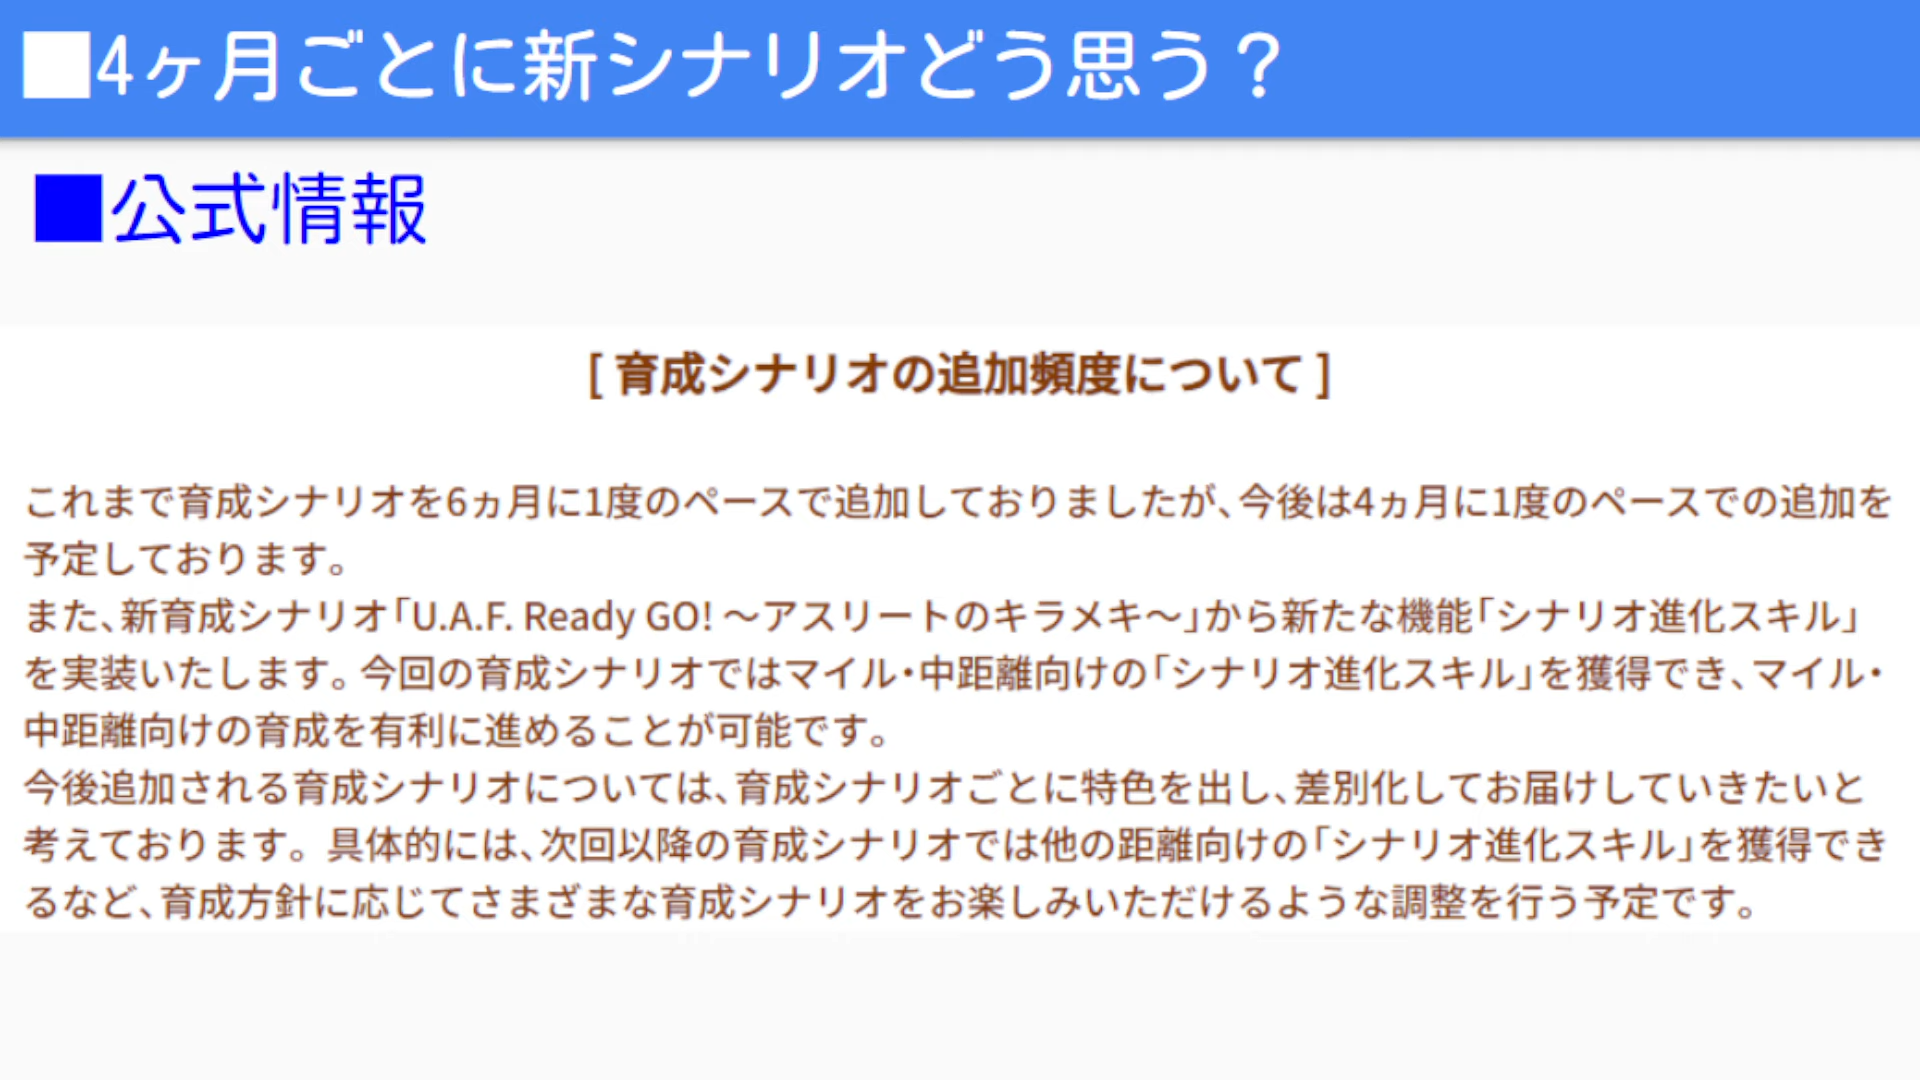 ■4ヶ月ごとに新シナリオどう思う？
■公式情報
[ 育成シナリオの追加頻度について ]
これまで育成シナリオを6ヵ月に1度のペースで追加しておりましたが、今後は4ヵ月に1度のペースでの追加を
予定しております。
また、新育成シナリオ「U.A.F. Ready GO! ～アスリートのキラメキ～」から新たな機能「シナリオ進化スキル」
を実装いたします。今回の育成シナリオではマイル・中距離向けの「シナリオ進化スキル」を獲得でき、マイル・
中距離向けの育成を有利に進めることが可能です。
今後追加される育成シナリオについては、育成シナリオごとに特色を出し、差別化してお届けしていきたいと
考えております。具体的には、次回以降の育成シナリオでは他の距離向けの「シナリオ進化スキル」を獲得でき
るなど、育成方針に応じてさまざまな育成シナリオをお楽しみいただけるような調整を行う予定です。